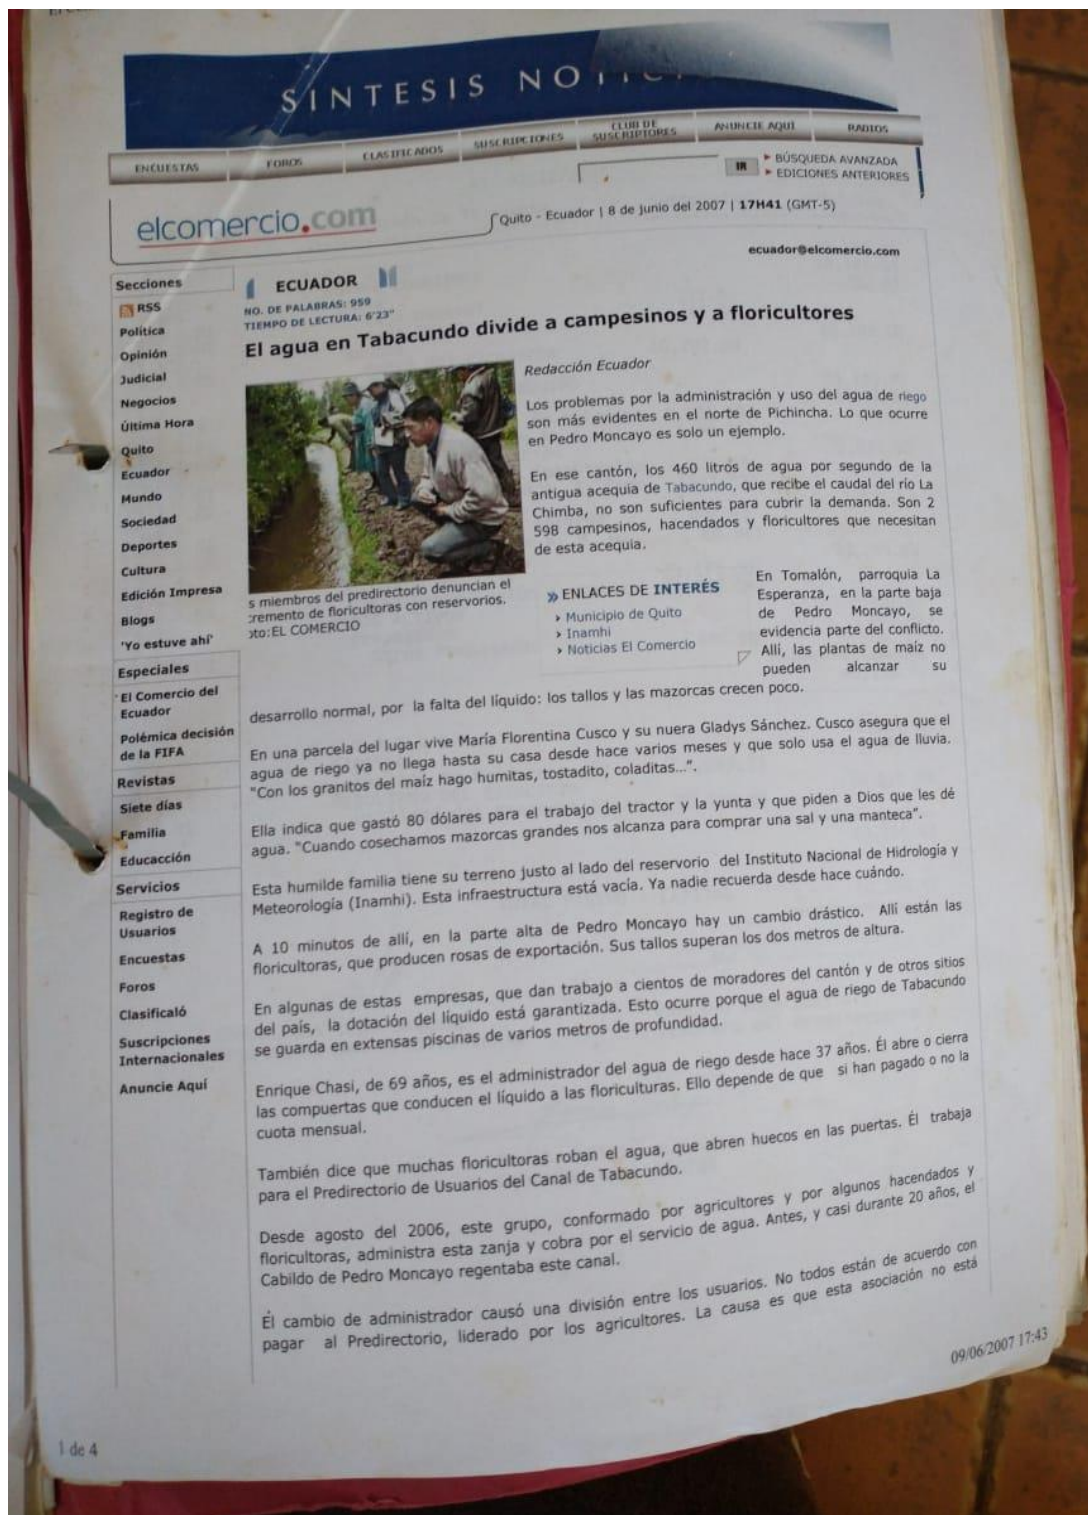 SINTESIS
ENCUESTAS
FOROS
CLASIFICADOS
SUSCRIPCIONES
CLUB DE
SUSCRIPTORES
ANUNCIE AQUÍ
RADIOS
IR
BÚSQUEDA AVANZADA
EDICIONES ANTERIORES
elcomercio.com
Quito - Ecuador | 8 de junio del 2007 | 17H41 (GMT-5)
ecuador@elcomercio.com
Secciones
RSS
Política
Opinión
Judicial
Negocios
Última Hora
Quito
Ecuador
Mundo
Sociedad
Deportes
Cultura
Edición Impresa
Blogs
'Yo estuve ahí'
Especiales
El Comercio del
Ecuador
Polémica decisión
de la FIFA
Revistas
Siete días
Familia
Educacción
Servicios
Registro de
Usuarios
Encuestas
Foros
Clasificaló
Suscripciones
Internacionales
Anuncie Aquí
ECUADOR
NO. DE PALABRAS: 959
TIEMPO DE LECTURA: 6'23"
El agua en Tabacundo divide a campesinos y a floricultores
s miembros del predirectorio denuncian el
cremento de floricultoras con reservorios.
oto:EL COMERCIO
Redacción Ecuador
Los problemas por la administración y uso del agua de riego
son más evidentes en el norte de Pichincha. Lo que ocurre
en Pedro Moncayo es solo un ejemplo.
En ese cantón, los 460 litros de agua por segundo de la
antigua acequia de Tabacundo, que recibe el caudal del río La
Chimba, no son suficientes para cubrir la demanda. Son 2
598 campesinos, hacendados y floricultores que necesitan
de esta acequia.
» ENLACES DE INTERÉS
› Municipio de Quito
› Inamhi
› Noticias El Comercio
En Tomalón, parroquia La
Esperanza, en la parte baja
de Pedro Moncayo, se
evidencia parte del conflicto.
Allí, las plantas de maíz no
pueden alcanzar su
desarrollo normal, por la falta del líquido: los tallos y las mazorcas crecen poco.
En una parcela del lugar vive María Florentina Cusco y su nuera Gladys Sánchez. Cusco asegura que el
agua de riego ya no llega hasta su casa desde hace varios meses y que solo usa el agua de lluvia.
"Con los granitos del maíz hago humitas, tostadito, coladitas...".
Ella indica que gastó 80 dólares para el trabajo del tractor y la yunta y que piden a Dios que les dé
agua. "Cuando cosechamos mazorcas grandes nos alcanza para comprar una sal y una manteca".
Esta humilde familia tiene su terreno justo al lado del reservorio del Instituto Nacional de Hidrología y
Meteorología (Inamhi). Esta infraestructura está vacía. Ya nadie recuerda desde hace cuándo.
A 10 minutos de allí, en la parte alta de Pedro Moncayo hay un cambio drástico. Allí están las
floricultoras, que producen rosas de exportación. Sus tallos superan los dos metros de altura.
En algunas de estas empresas, que dan trabajo a cientos de moradores del cantón y de otros sitios
del país, la dotación del líquido está garantizada. Esto ocurre porque el agua de riego de Tabacundo
se guarda en extensas piscinas de varios metros de profundidad.
Enrique Chasi, de 69 años, es el administrador del agua de riego desde hace 37 años. Él abre o cierra
las compuertas que conducen el líquido a las floriculturas. Ello depende de que si han pagado o no la
cuota mensual.
También dice que muchas floricultoras roban el agua, que abren huecos en las puertas. Él trabaja
para el Predirectorio de Usuarios del Canal de Tabacundo.
Desde agosto del 2006, este grupo, conformado por agricultores y por algunos hacendados y
floricultoras, administra esta zanja y cobra por el servicio de agua. Antes, y casi durante 20 años, el
Cabildo de Pedro Moncayo regentaba este canal.
Él cambio de administrador causó una división entre los usuarios. No todos están de acuerdo con
pagar al Predirectorio, liderado por los agricultores. La causa es que esta asociación no está
09/06/2007 17:43
1 de 4